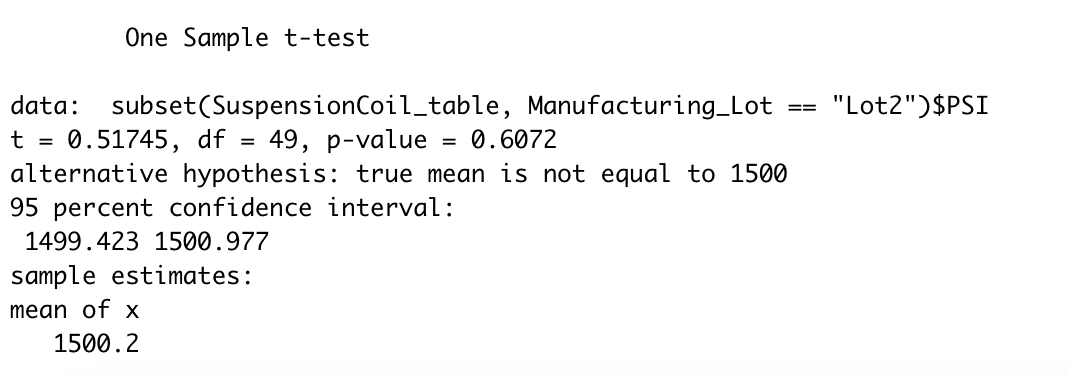 One Sample t-test
data:  subset(SuspensionCoil_table, Manufacturing_Lot == "Lot2")$PSI
t = 0.51745, df = 49, p-value = 0.6072
alternative hypothesis: true mean is not equal to 1500
95 percent confidence interval:
1499.423 1500.977
sample estimates:
mean of x
1500.2